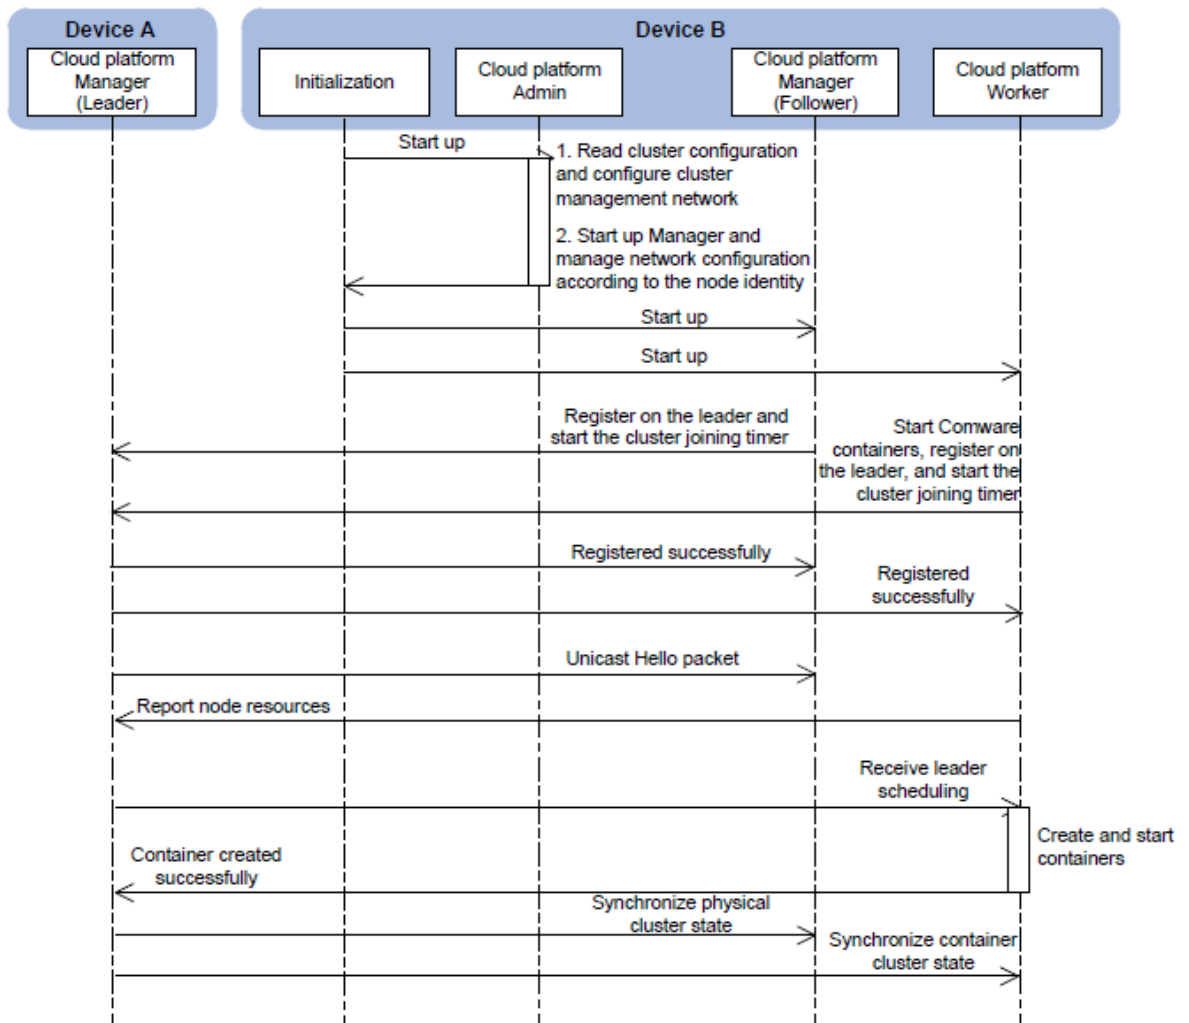 Device A
Device B
Cloud platform
Manager
(Leader)
Initialization
Cloud platform
Admin
Cloud platform
Manager
(Follower)
Cloud platform
Worker
Start up
1. Read cluster configuration
and configure cluster
management network
2. Start up Manager and
manage network configuration
according to the node identity
Start up
Start up
Register on the leader and
start the cluster joining timer
Start Comware
containers, register on
the leader, and start the
cluster joining timer
Registered successfully
Registered
successfully
Unicast Hello packet
Report node resources
Receive leader
scheduling
Create and start
containers
Container created
successfully
Synchronize physical
cluster state
Synchronize container
cluster state